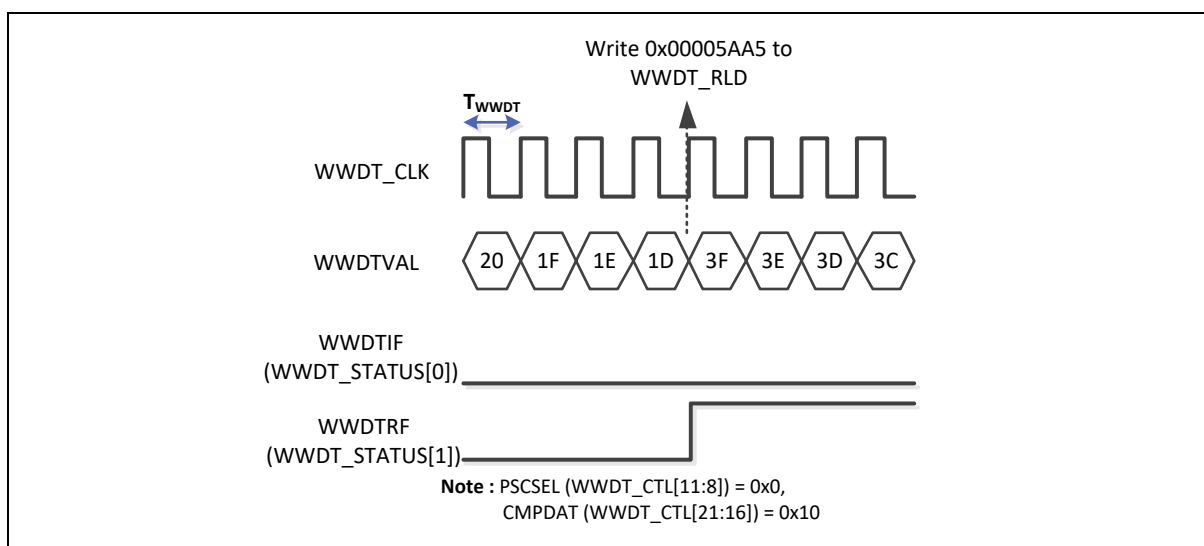 Write 0x00005AA5 to
WWDT_RLD
TWWDT
WWDT_CLK
WWDTVAL 20 1F 1E 1D 3F 3E 3D 3C
WWDTIF
(WWDT_STATUS[0])
WWDTRF
(WWDT_STATUS[1])
Note : PSCSEL (WWDT_CTL[11:8]) = 0x0,
CMPDAT (WWDT_CTL[21:16]) = 0x10